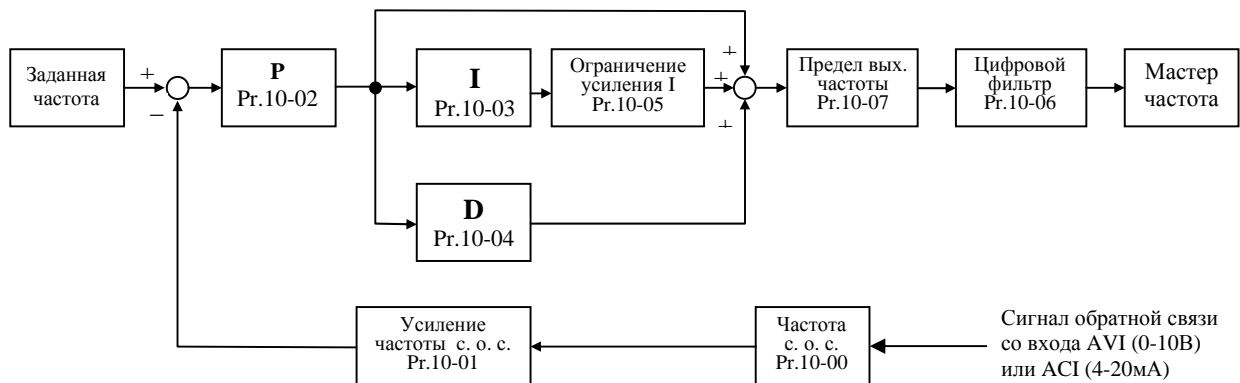 Заданная
частота
+
−
P
Pr.10-02
I
Pr.10-03
Ограничение
усиления I
Pr.10-05
D
Pr.10-04
+
+
+
Предел вых.
частоты
Pr.10-07
Цифровой
фильтр
Pr.10-06
Мастер
частота
Усиление
частоты с. о. с.
Pr.10-01
Частота
с. о. с.
Pr.10-00
Сигнал обратной связи
со входа AVI (0-10В)
или ACI (4-20мА)